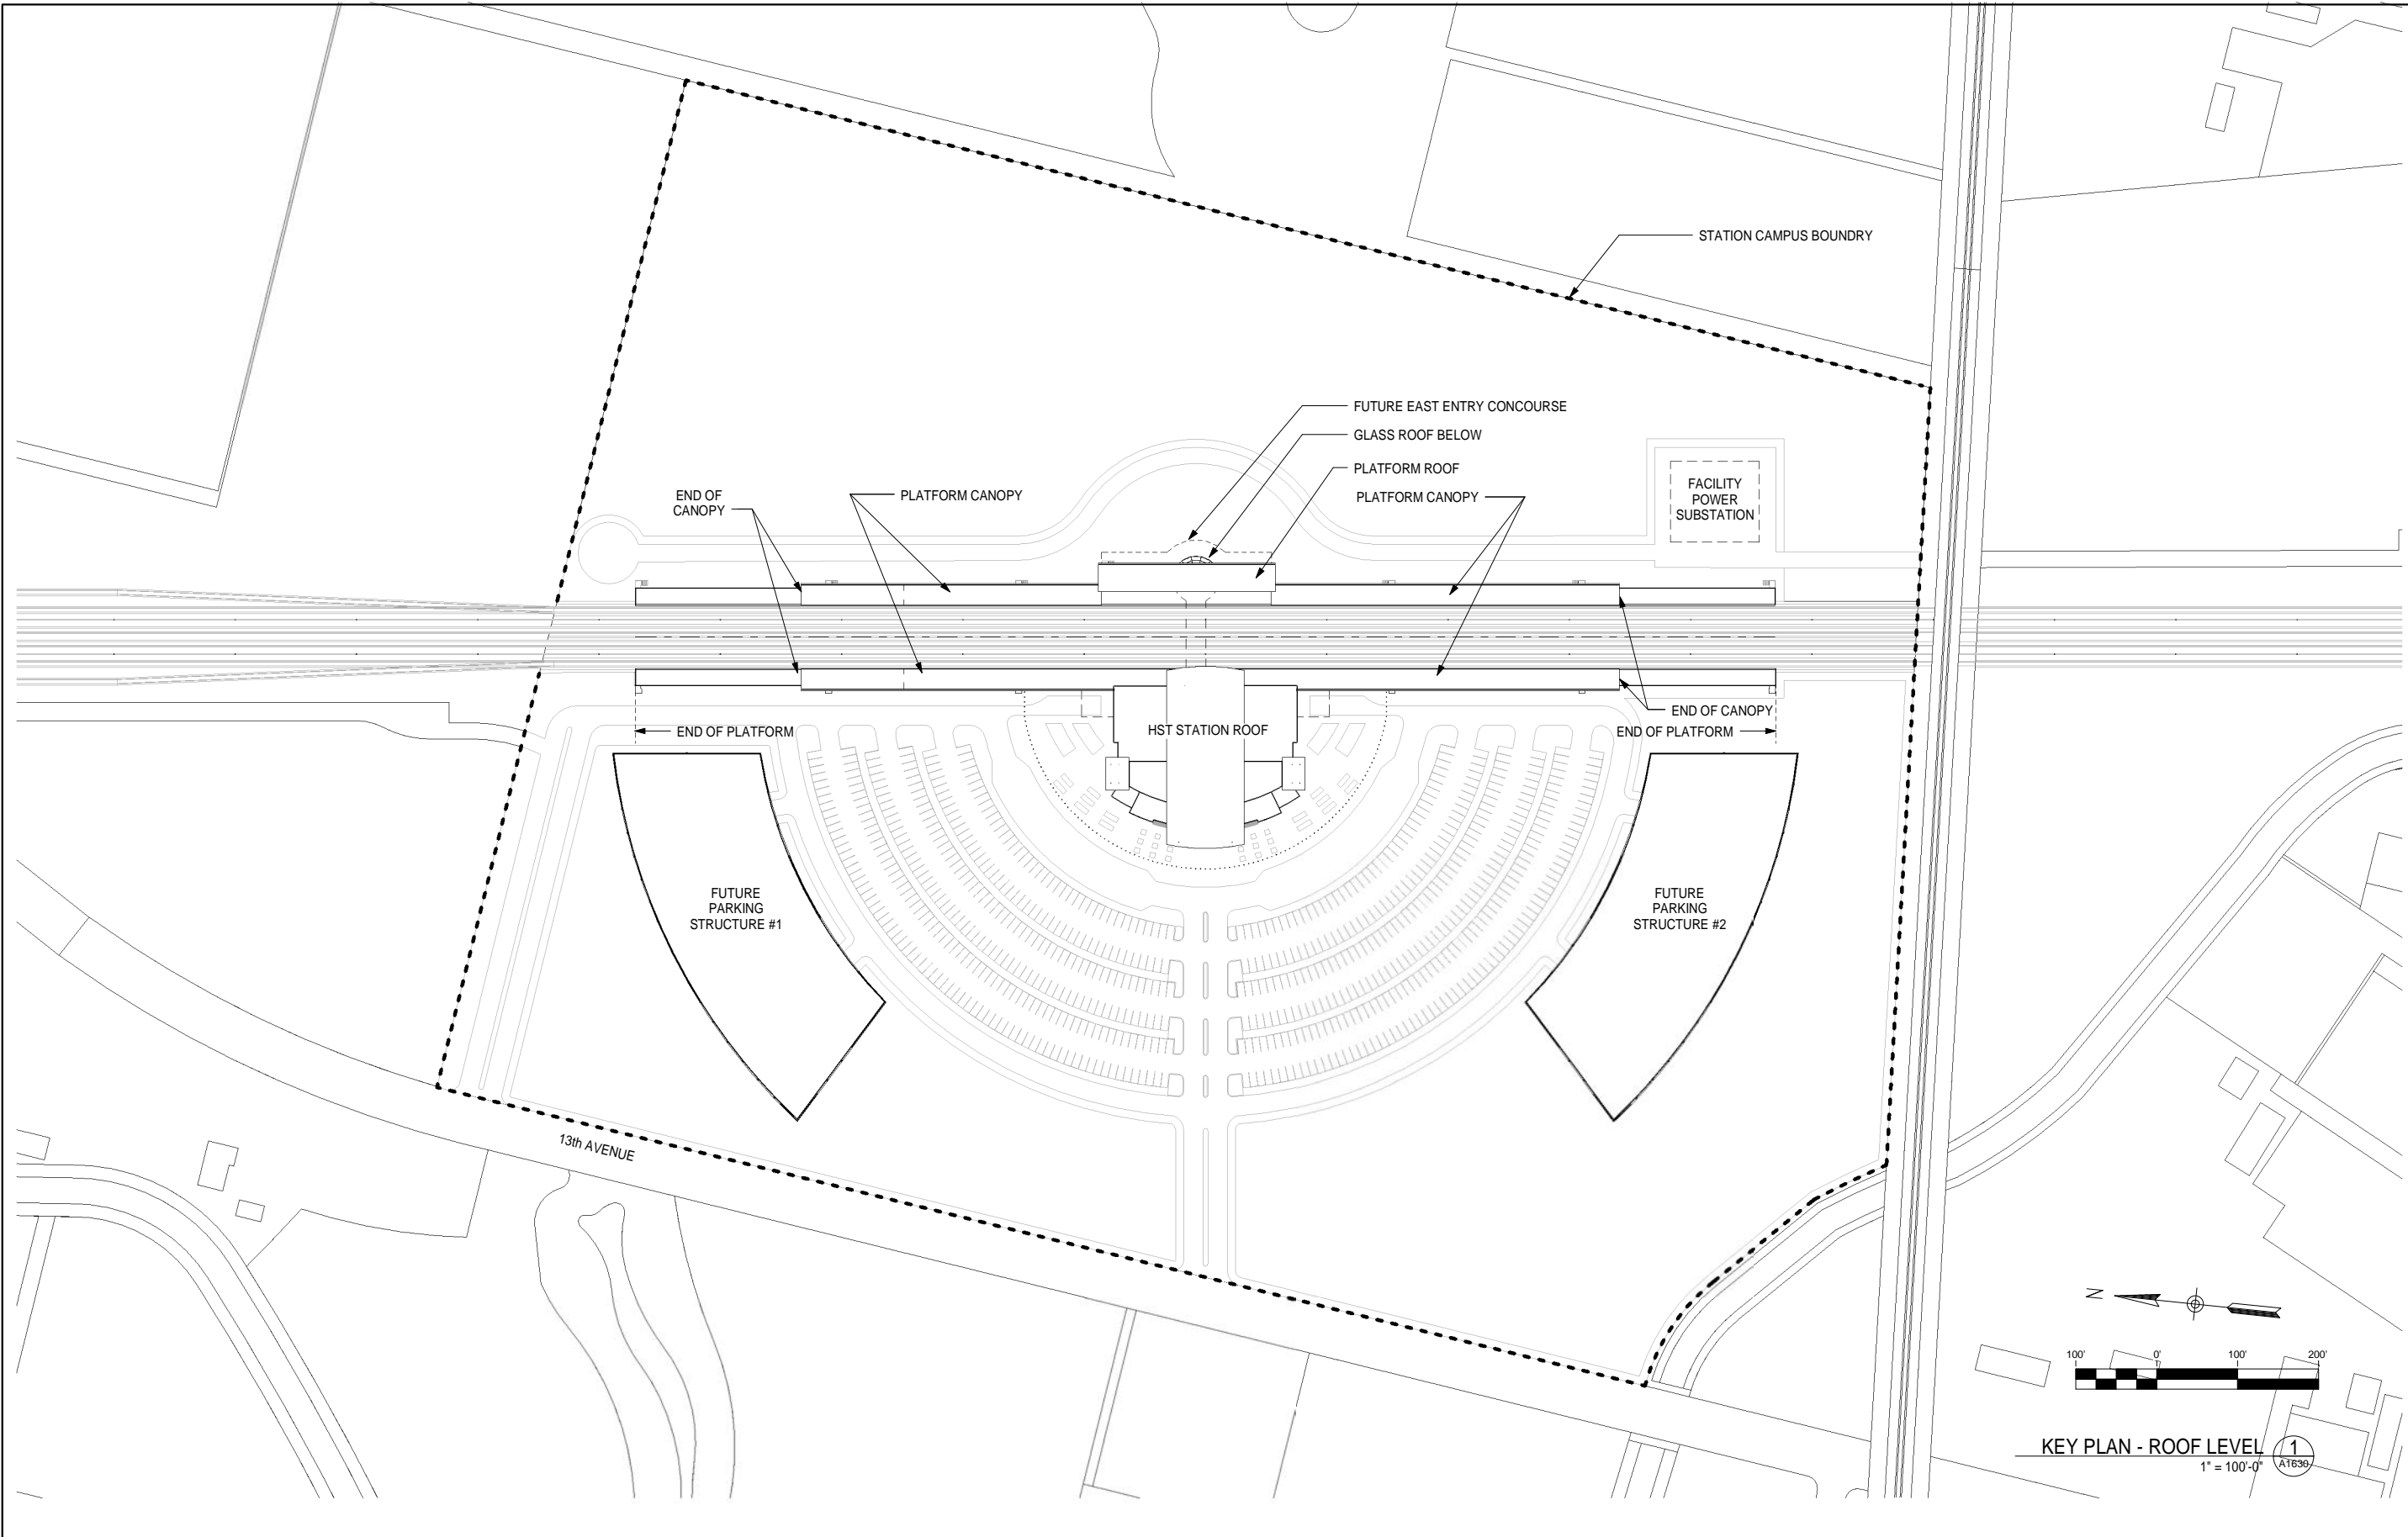 STATION CAMPUS BOUNDRY
FUTURE EAST ENTRY CONCOURSE
GLASS ROOF BELOW
PLATFORM ROOF
PLATFORM CANOPY
END OF
CANOPY
PLATFORM CANOPY
FACILITY
POWER
SUBSTATION
END OF PLATFORM
HST STATION ROOF
END OF CANOPY
END OF PLATFORM
FUTURE
PARKING
STRUCTURE #1
FUTURE
PARKING
STRUCTURE #2
13th AVENUE
N
100' 0' 100' 200'
KEY PLAN - ROOF LEVEL
1" = 100'-0"
1
A1630